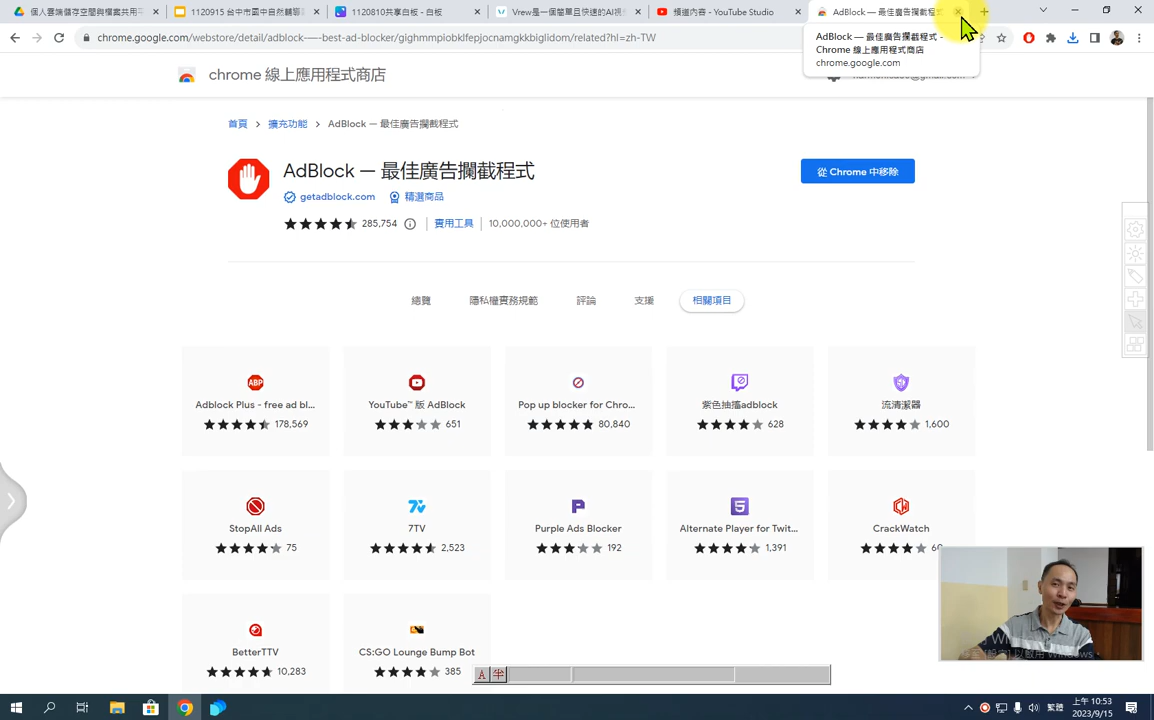 個人雲端儲存空間與檔案共用平
1120915 台中市國中自然輔導
1120810共享白板 - 白板
Vrew是一個簡單且快速的AI視
頻道內容 - YouTube Studio
AdBlock — 最佳廣告攔截程式
chrome.google.com/webstore/detail/adblock-—-best-ad-blocker/gighmmpiobklfepjocnamgkkbiglidom/related?hl=zh-TW
AdBlock — 最佳廣告攔截程式 -
Chrome 線上應用程式商店
chrome.google.com
chrome 線上應用程式商店
首頁 > 擴充功能 > AdBlock — 最佳廣告攔截程式
AdBlock — 最佳廣告攔截程式
從 Chrome 中移除
getadblock.com 精選商品
285,754 實用工具 10,000,000+ 位使用者
總覽 隱私權實務規範 評論 支援 相關項目
ABP
Adblock Plus - free ad bl... YouTube™ 版 AdBlock Pop up blocker for Chro... 紫色抽搐adblock 流清潔器
178,569 651 80,840 628 1,600
StopAll Ads 7TV Purple Ads Blocker Alternate Player for Twit... CrackWatch
75 2,523 192 1,391 60
BetterTTV CS:GO Lounge Bump Bot
10,283 385
A 半
繁體
上午 10:53
2023/9/15